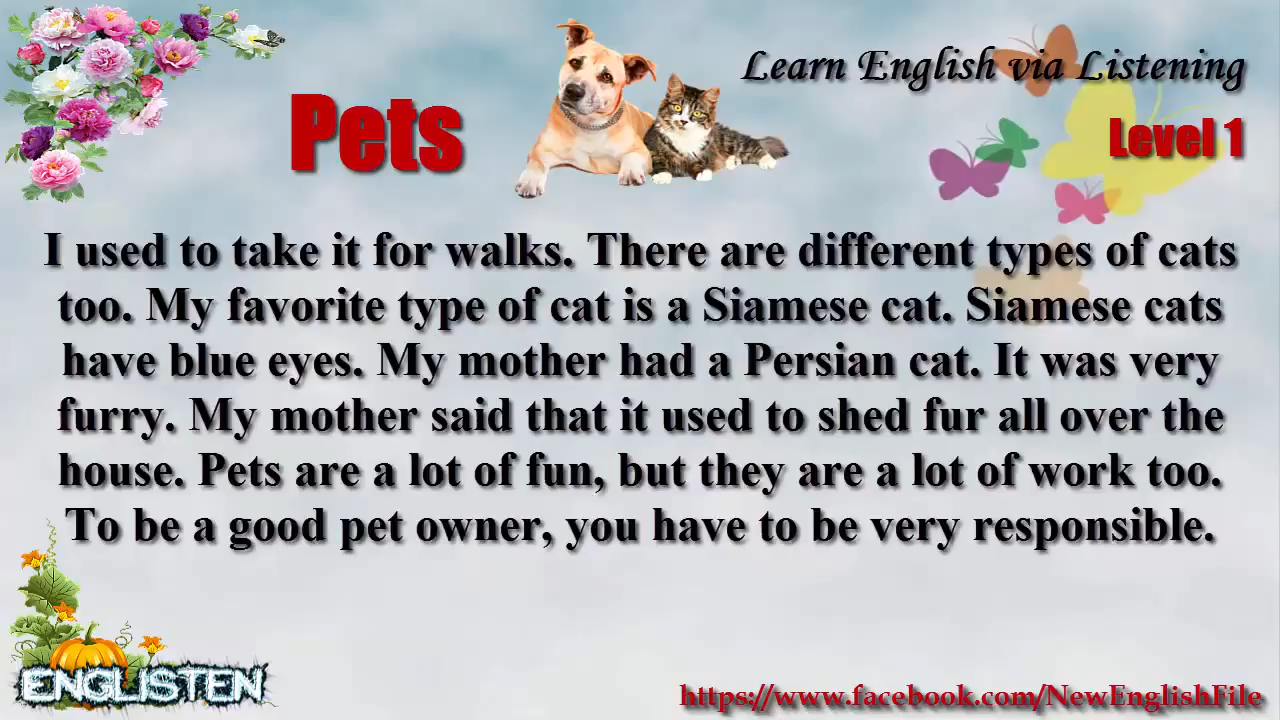 Learn English via Listening
Pets
Level 1
I used to take it for walks. There are different types of cats
too. My favorite type of cat is a Siamese cat. Siamese cats
have blue eyes. My mother had a Persian cat. It was very
furry. My mother said that it used to shed fur all over the
house. Pets are a lot of fun, but they are a lot of work too.
To be a good pet owner, you have to be very responsible.
ENGLISTEN
https://www.facebook.com/NewEnglishFile